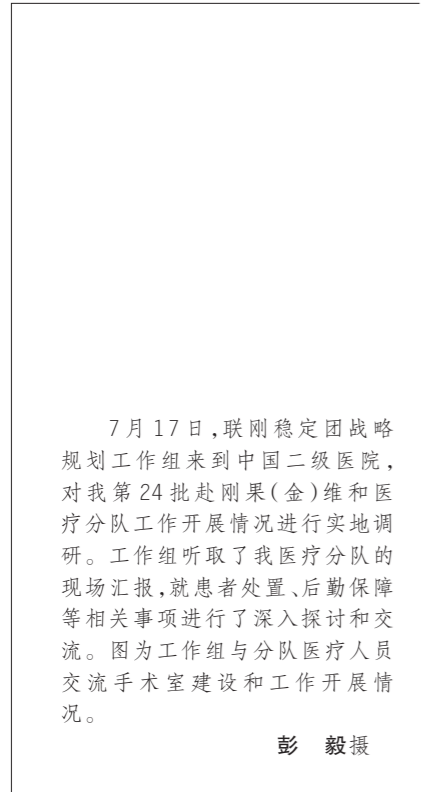 7月17日,联刚稳定团战略
规划工作组来到中国二级医院,
对我第24批赴刚果(金)维和医
疗分队工作开展情况进行实地调
研。工作组听取了我医疗分队的
现场汇报,就患者处置、后勤保障
等相关事项进行了深入探讨和交
流。图为工作组与分队医疗人员
交流手术室建设和工作开展情
况。
彭　毅摄